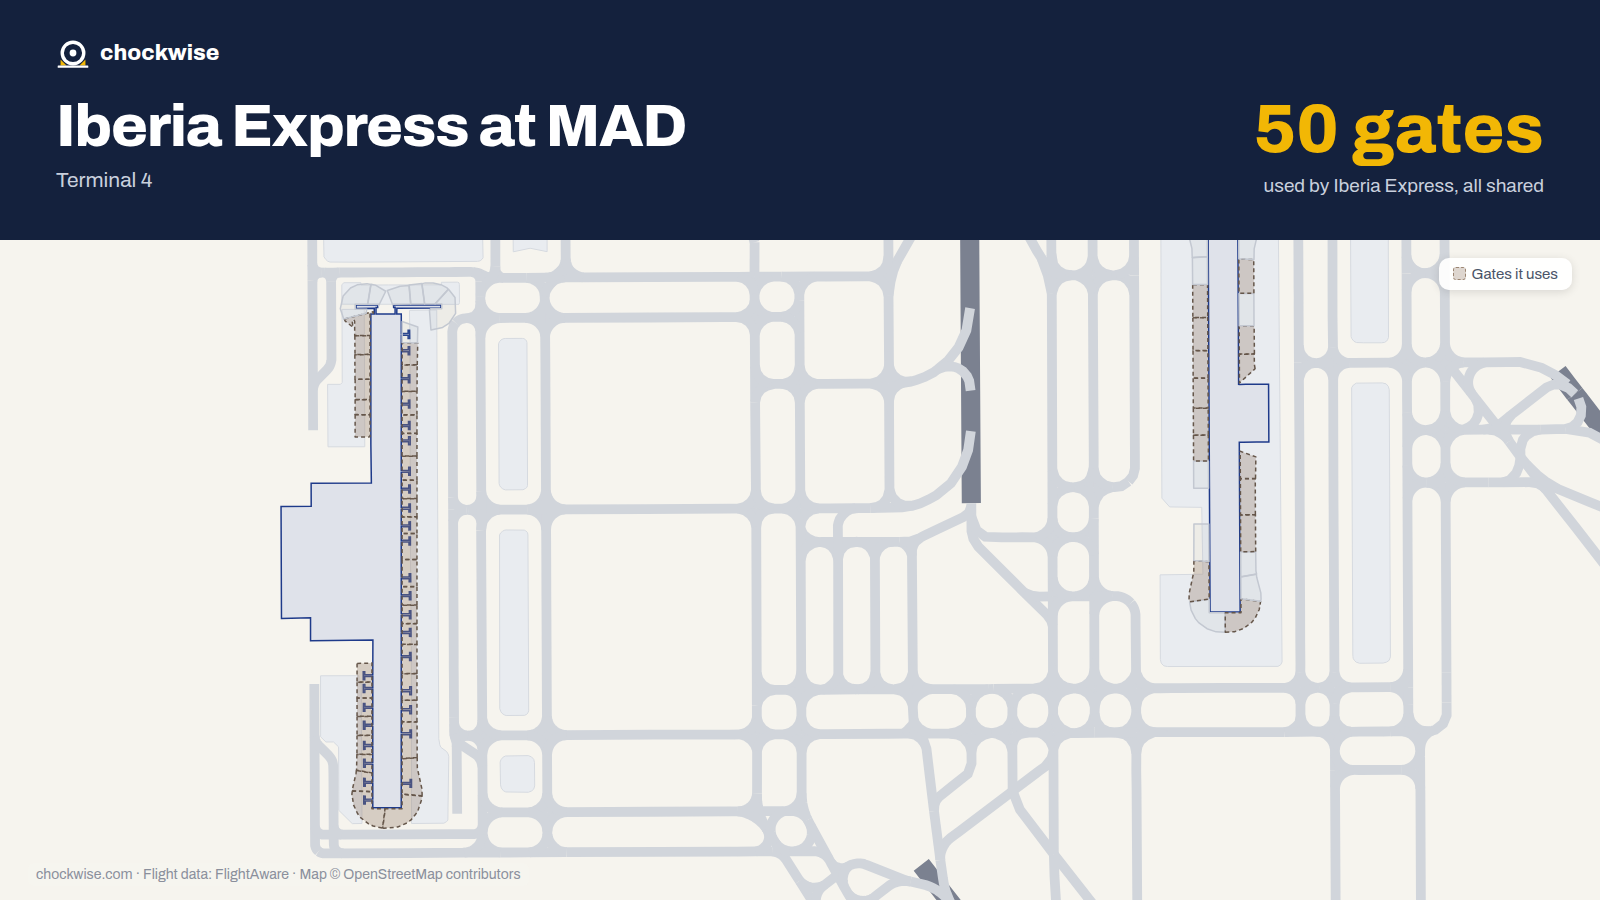 chockwise
Iberia Express at MAD
Terminal 4
50 gates
used by Iberia Express, all shared
Gates it uses
chockwise.com · Flight data: FlightAware · Map © OpenStreetMap contributors